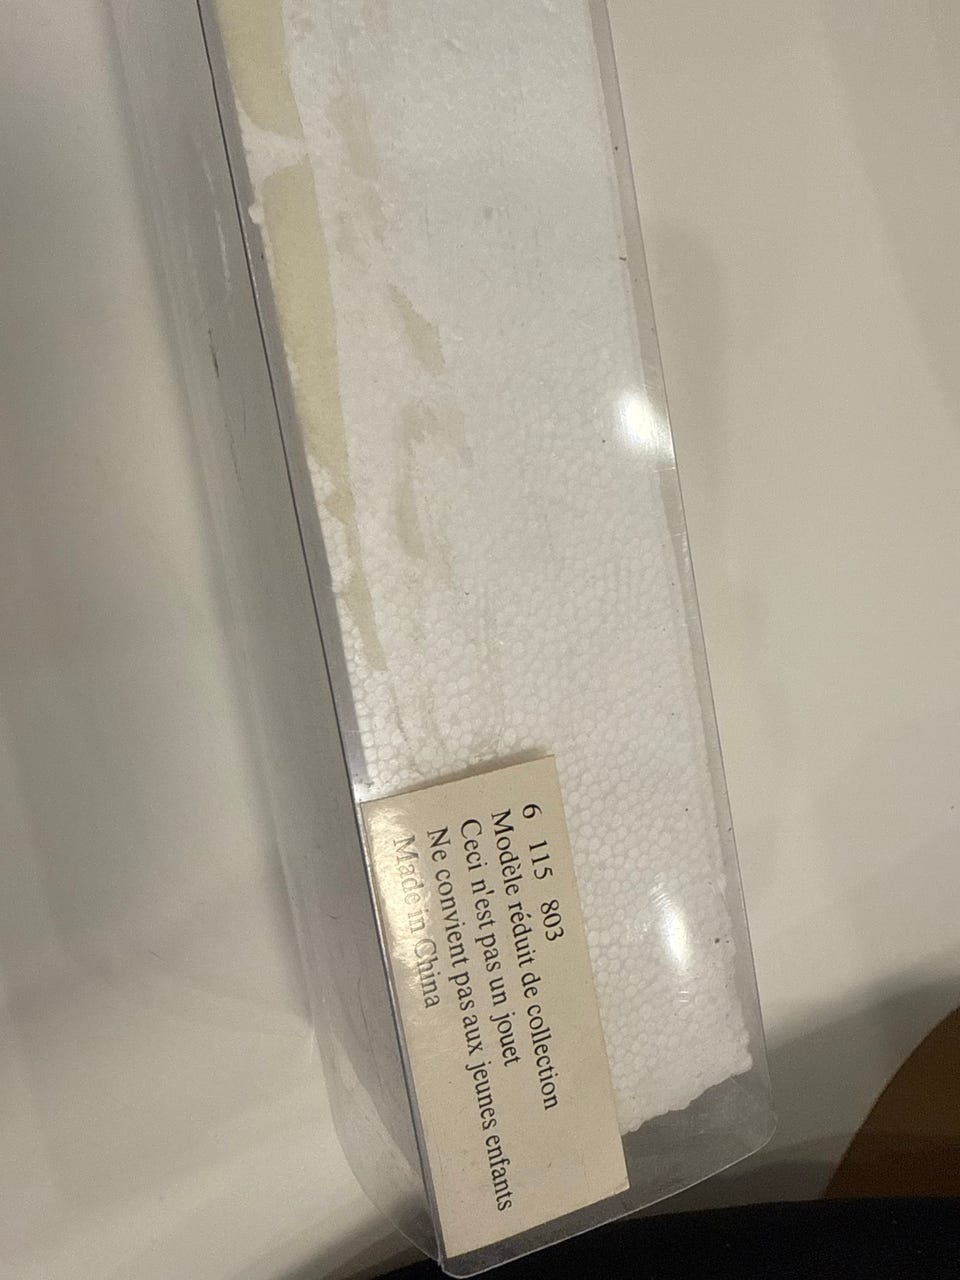 6 115 803
Modèle réduit de collection
Ceci n'est pas un jouet
Ne convient pas aux jeunes enfants
Made in China